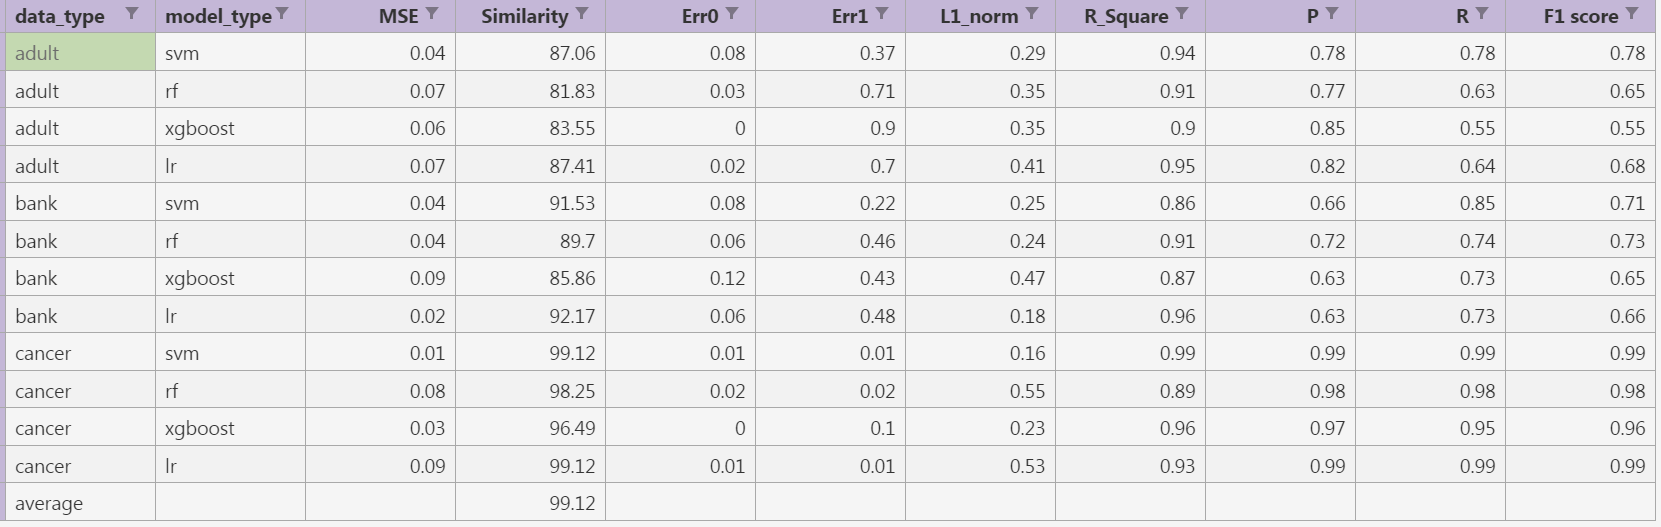 data_type model_type MSE Similarity Err0 Err1 L1_norm R_Square P R F1 score
adult svm 0.04 87.06 0.08 0.37 0.29 0.94 0.78 0.78 0.78
adult rf 0.07 81.83 0.03 0.71 0.35 0.91 0.77 0.63 0.65
adult xgboost 0.06 83.55 0 0.9 0.35 0.9 0.85 0.55 0.55
adult lr 0.07 87.41 0.02 0.7 0.41 0.95 0.82 0.64 0.68
bank svm 0.04 91.53 0.08 0.22 0.25 0.86 0.66 0.85 0.71
bank rf 0.04 89.7 0.06 0.46 0.24 0.91 0.72 0.74 0.73
bank xgboost 0.09 85.86 0.12 0.43 0.47 0.87 0.63 0.73 0.65
bank lr 0.02 92.17 0.06 0.48 0.18 0.96 0.63 0.73 0.66
cancer svm 0.01 99.12 0.01 0.01 0.16 0.99 0.99 0.99 0.99
cancer rf 0.08 98.25 0.02 0.02 0.55 0.89 0.98 0.98 0.98
cancer xgboost 0.03 96.49 0 0.1 0.23 0.96 0.97 0.95 0.96
cancer lr 0.09 99.12 0.01 0.01 0.53 0.93 0.99 0.99 0.99
average 99.12